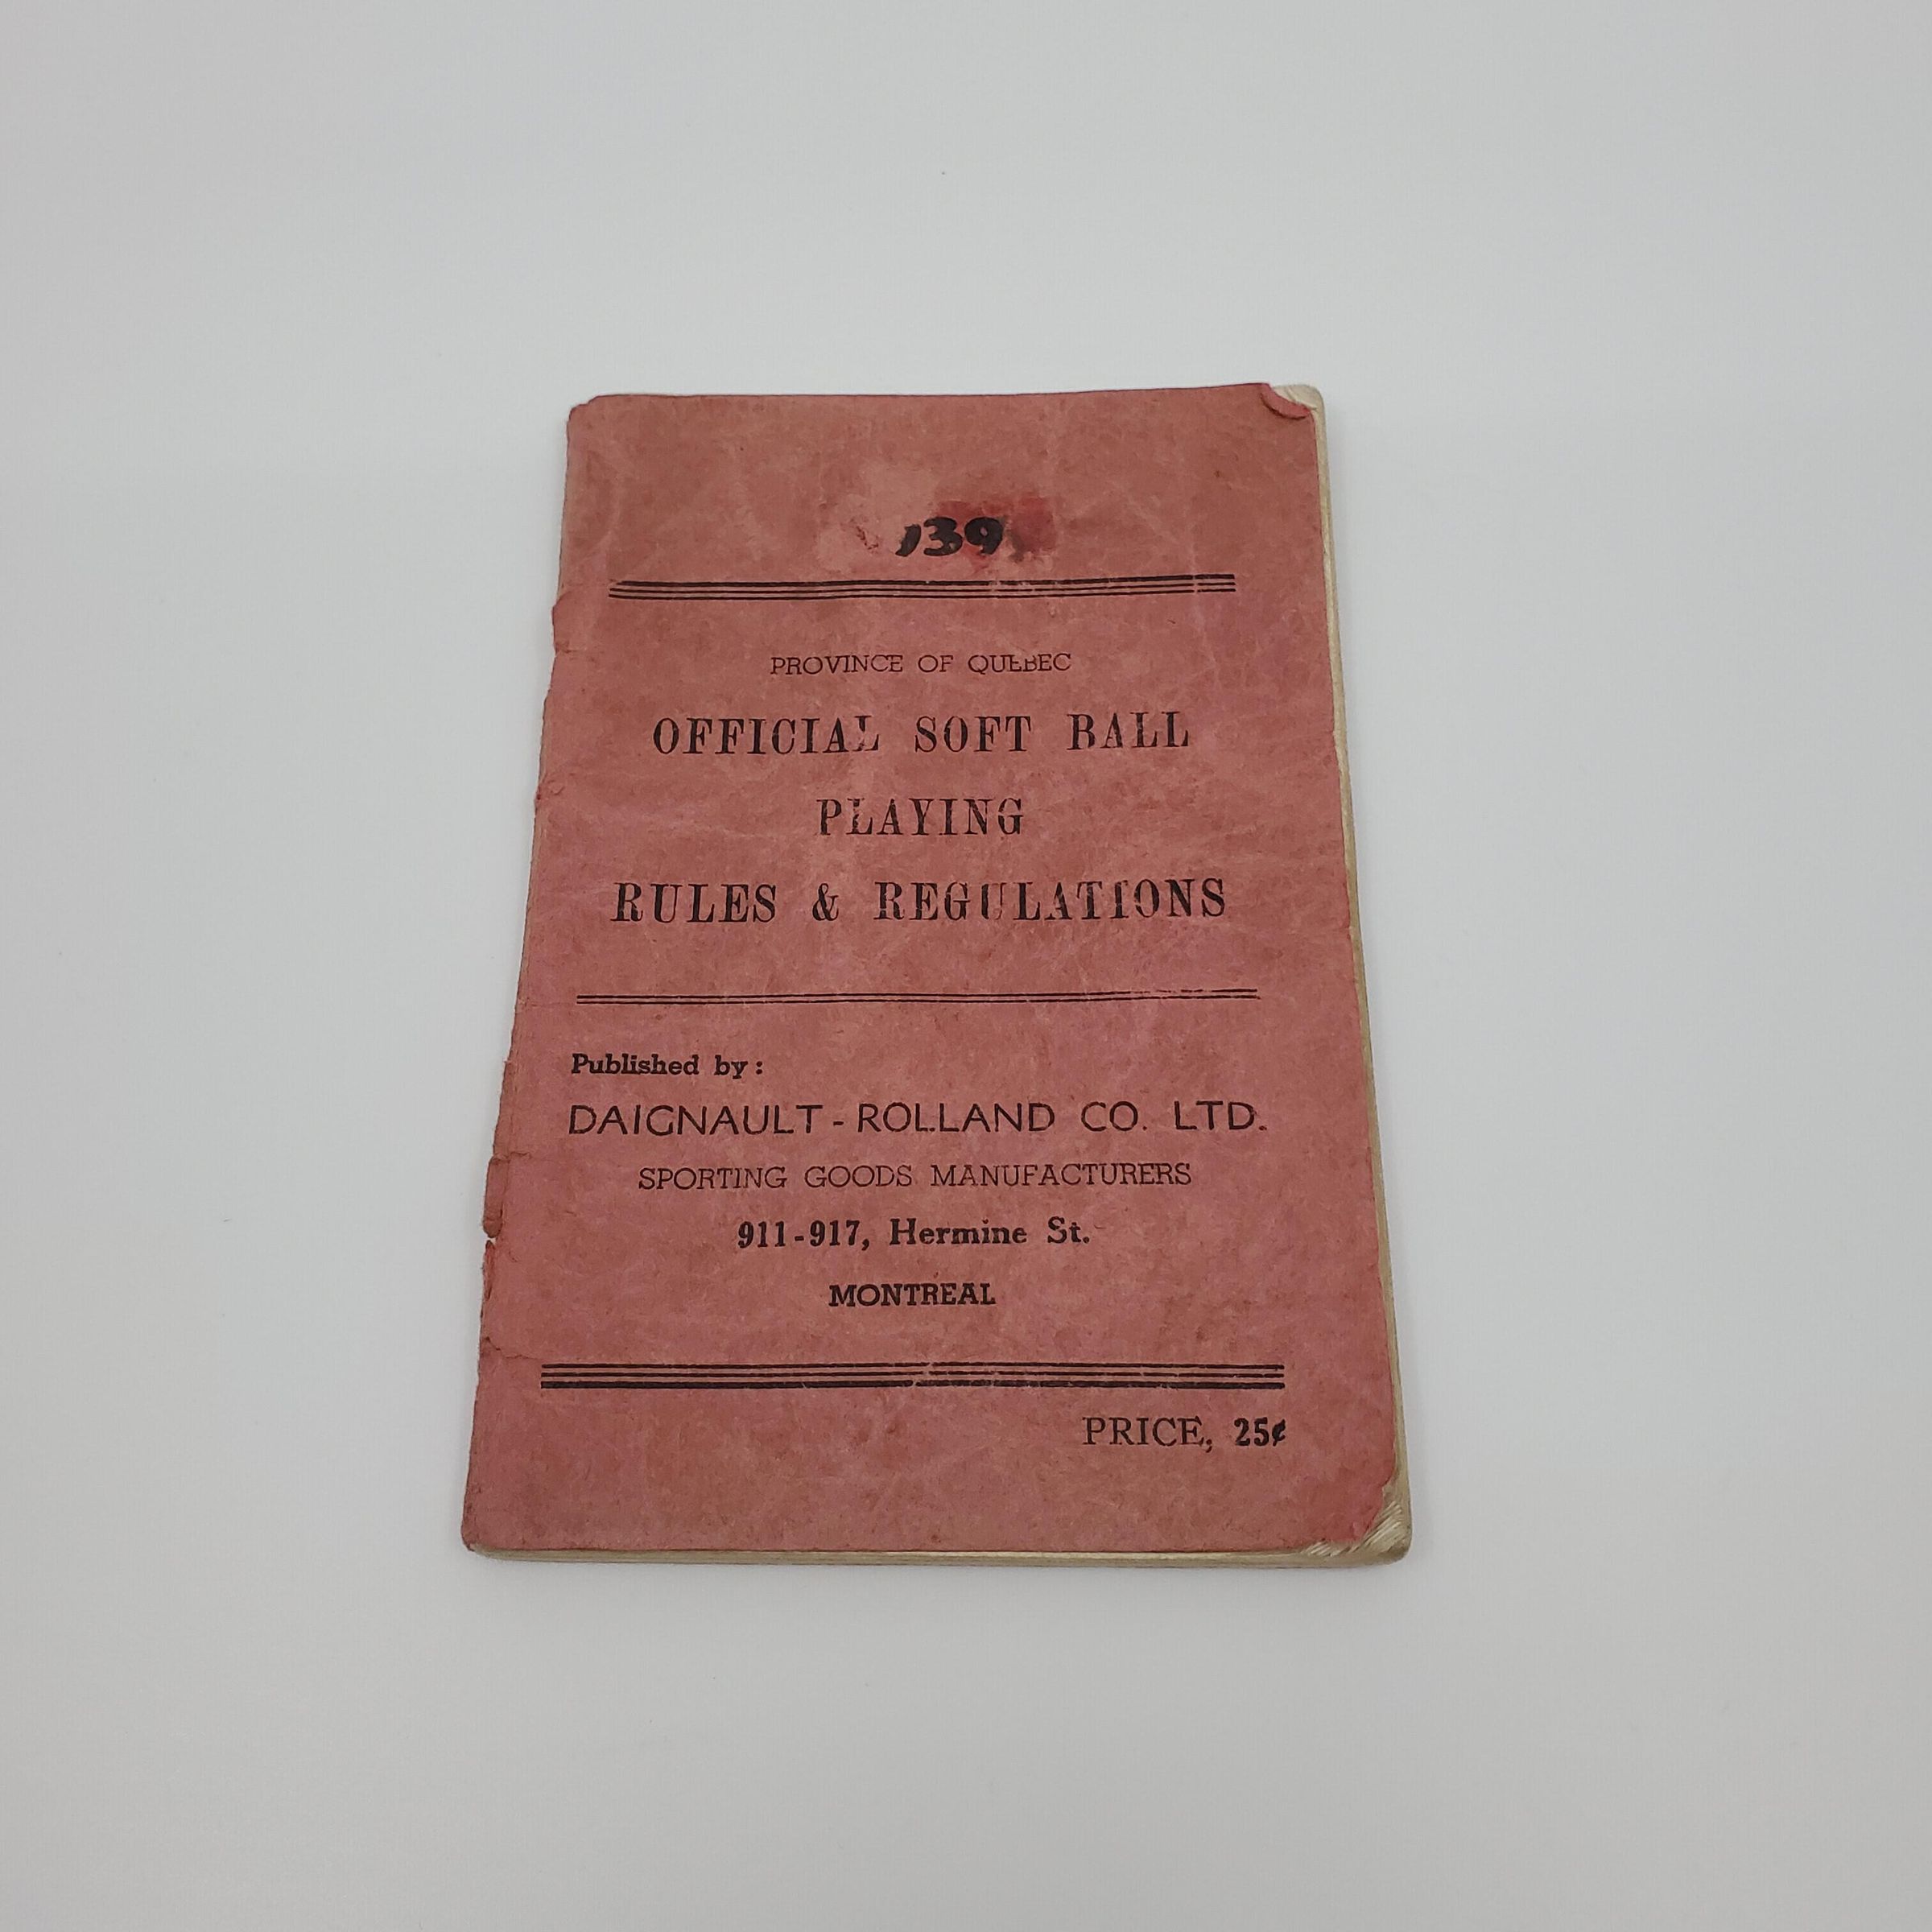 139
PROVINCE OF QUEBEC
OFFICIAL SOFT BALL
PLAYING
RULES & REGULATIONS
Published by:
DAIGNAULT-ROLLAND CO. LTD.
SPORTING GOODS MANUFACTURERS
911-917, Hermine St.
MONTREAL
PRICE, 25¢